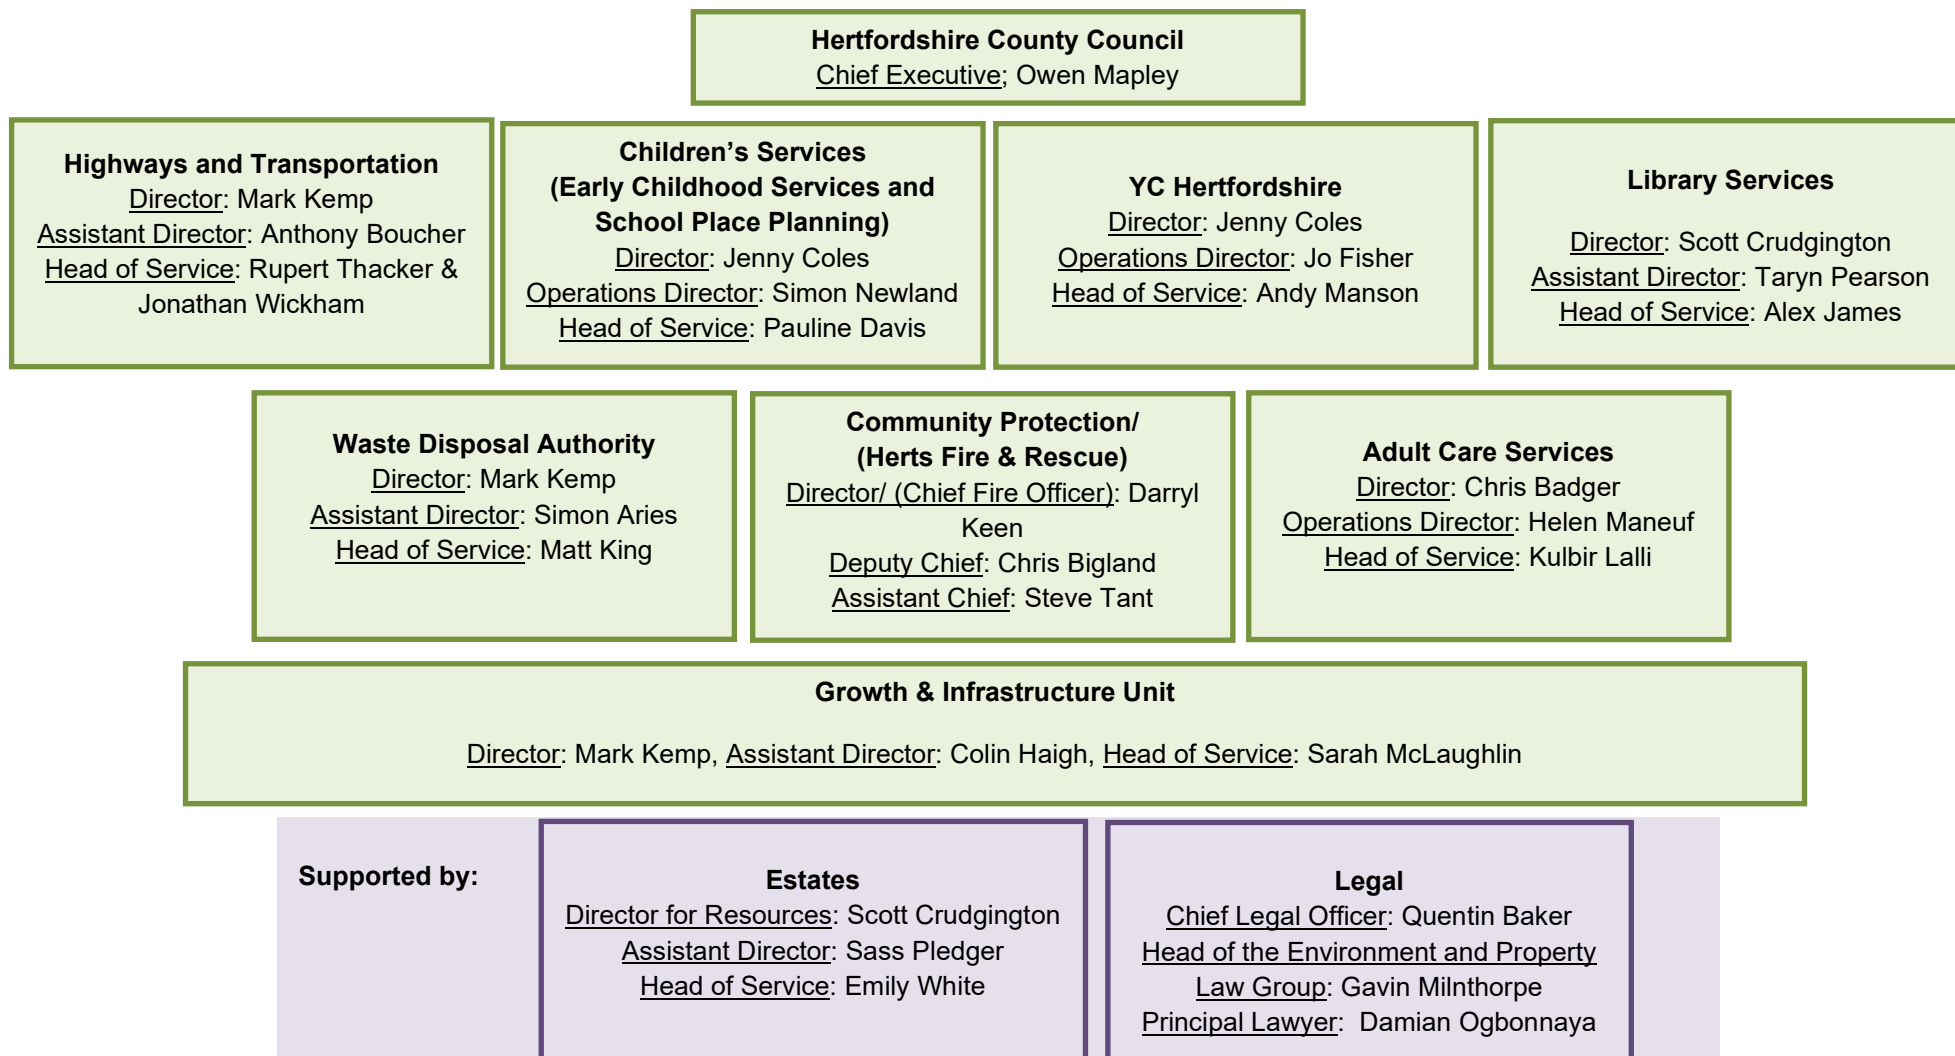 Hertfordshire County Council
Chief Executive; Owen Mapley
Highways and Transportation
Director: Mark Kemp
Assistant Director: Anthony Boucher
Head of Service: Rupert Thacker &
Jonathan Wickham
Children’s Services
(Early Childhood Services and
School Place Planning)
Director: Jenny Coles
Operations Director: Simon Newland
Head of Service: Pauline Davis
YC Hertfordshire
Director: Jenny Coles
Operations Director: Jo Fisher
Head of Service: Andy Manson
Library Services
Director: Scott Crudgington
Assistant Director: Taryn Pearson
Head of Service: Alex James
Waste Disposal Authority
Director: Mark Kemp
Assistant Director: Simon Aries
Head of Service: Matt King
Community Protection/
(Herts Fire & Rescue)
Director/ (Chief Fire Officer): Darryl
Keen
Deputy Chief: Chris Bigland
Assistant Chief: Steve Tant
Adult Care Services
Director: Chris Badger
Operations Director: Helen Maneuf
Head of Service: Kulbir Lalli
Growth & Infrastructure Unit
Director: Mark Kemp, Assistant Director: Colin Haigh, Head of Service: Sarah McLaughlin
Supported by:
Estates
Director for Resources: Scott Crudgington
Assistant Director: Sass Pledger
Head of Service: Emily White
Legal
Chief Legal Officer: Quentin Baker
Head of the Environment and Property
Law Group: Gavin Milnthorpe
Principal Lawyer:  Damian Ogbonnaya